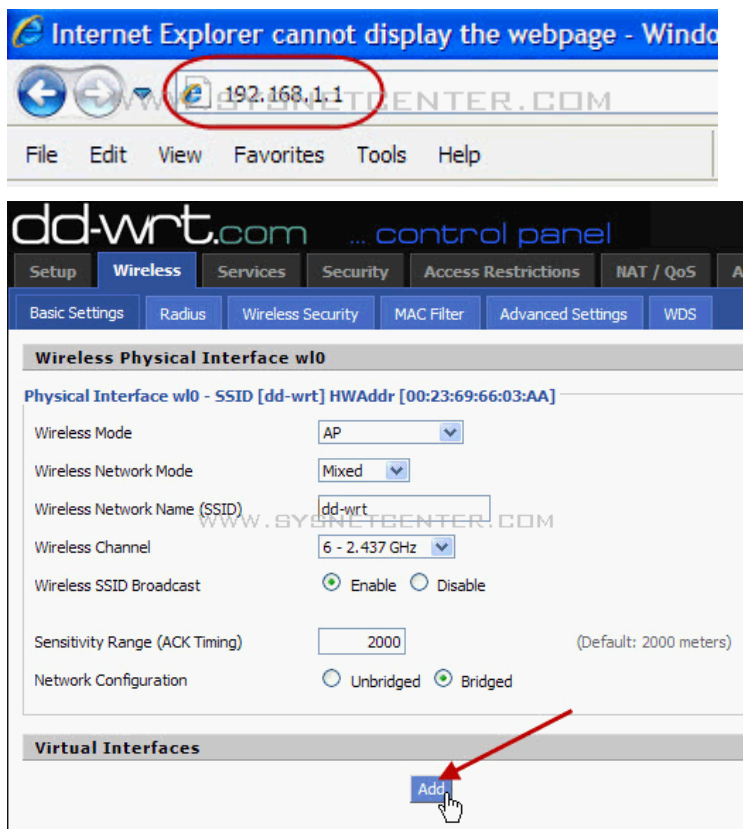 Internet Explorer cannot display the webpage - Windo
192.168.1.1
WWW.SYSNETCENTER.COM
File Edit View Favorites Tools Help
dd-wrt.com ... control panel
Setup Wireless Services Security Access Restrictions NAT / QoS A
Basic Settings Radius Wireless Security MAC Filter Advanced Settings WDS
Wireless Physical Interface wl0
Physical Interface wl0 - SSID [dd-wrt] HWAddr [00:23:69:66:03:AA]
Wireless Mode AP
Wireless Network Mode Mixed
Wireless Network Name (SSID) dd-wrt
WWW.SYSNETCENTER.COM
Wireless Channel 6 - 2.437 GHz
Wireless SSID Broadcast Enable Disable
Sensitivity Range (ACK Timing) 2000 (Default: 2000 meters)
Network Configuration Unbridged Bridged
Virtual Interfaces
Add